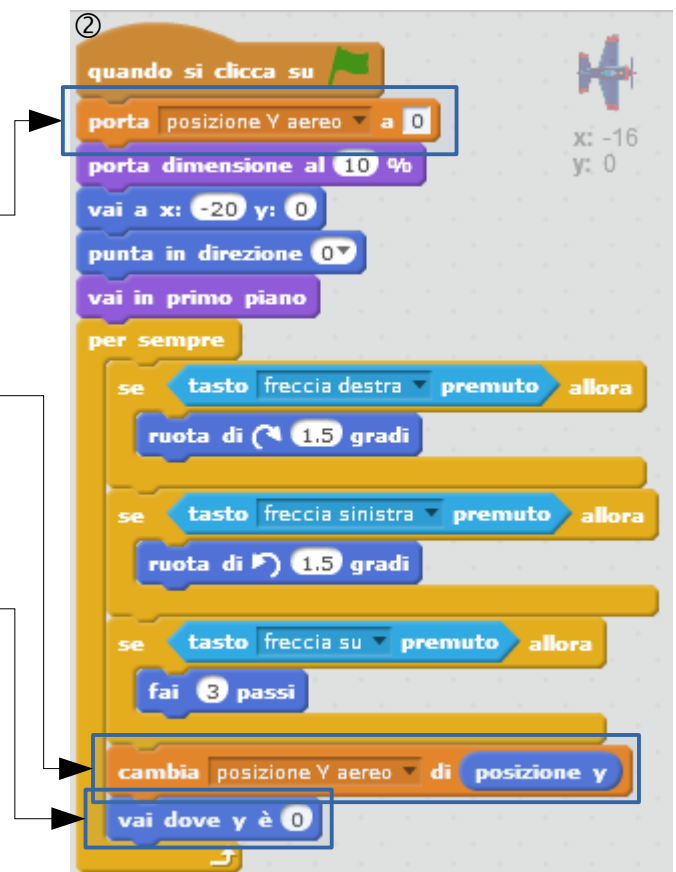 ②
quando si clicca su
porta posizione Y aereo a 0
x: -16
y: 0
porta dimensione al 10 %
vai a x: -20 y: 0
punta in direzione 0
vai in primo piano
per sempre
se tasto freccia destra premuto allora
ruota di 1.5 gradi
se tasto freccia sinistra premuto allora
ruota di 1.5 gradi
se tasto freccia su premuto allora
fai 3 passi
cambia posizione Y aereo di posizione y
vai dove y è 0